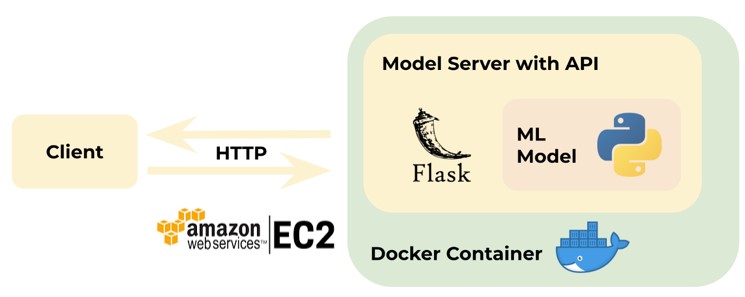 Model Server with API
Client
HTTP
Flask
ML
Model
amazon
web services™
EC2
Docker Container